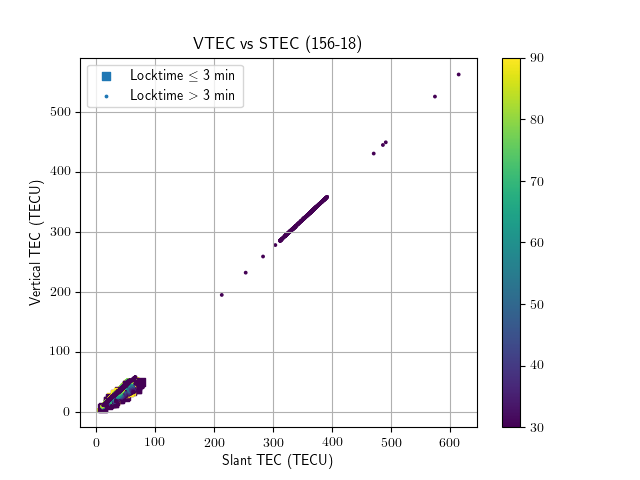 VTEC vs STEC (156-18)
Locktime ≤ 3 min
Locktime > 3 min
Vertical TEC (TECU)
500
400
300
200
100
0
0 100 200 300 400 500 600
Slant TEC (TECU)
90
80
70
60
50
40
30